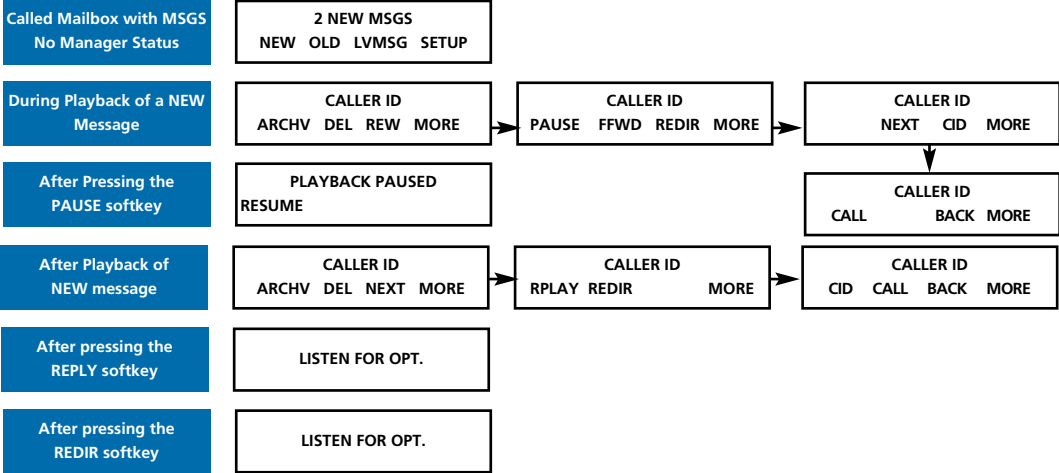 Called Mailbox with MSGS
No Manager Status
2 NEW MSGS
NEW OLD LVMSG SETUP
During Playback of a NEW
Message
CALLER ID
ARCHV DEL REW MORE
CALLER ID
PAUSE FFWD REDIR MORE
CALLER ID
NEXT CID MORE
CALLER ID
CALL BACK MORE
After Pressing the
PAUSE softkey
PLAYBACK PAUSED
RESUME
After Playback of
NEW message
CALLER ID
ARCHV DEL NEXT MORE
CALLER ID
RPLAY REDIR MORE
CALLER ID
CID CALL BACK MORE
After pressing the
REPLY softkey
LISTEN FOR OPT.
After pressing the
REDIR softkey
LISTEN FOR OPT.